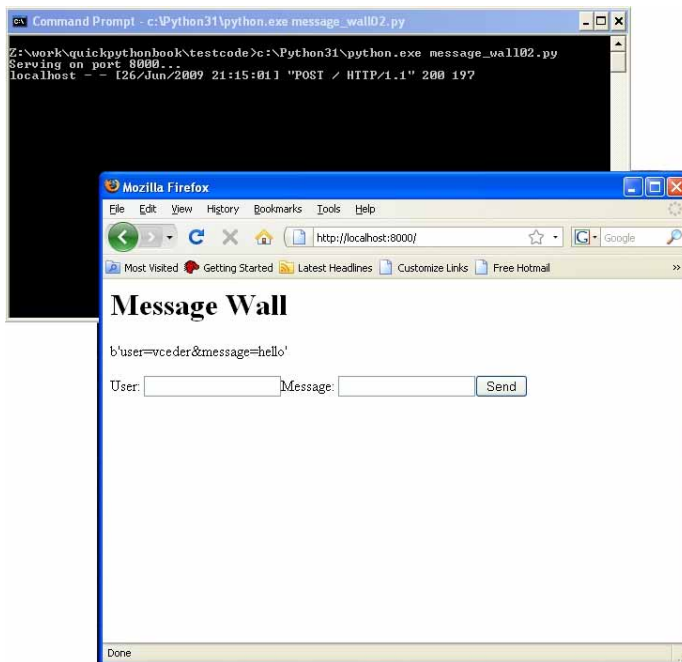 Command Prompt - c:\Python31\python.exe message_wall02.py
Z:\work\quickpythonbook\testcode>c:\Python31\python.exe message_wall02.py
Serving on port 8000...
localhost - - [26/Jun/2009 21:15:01] "POST / HTTP/1.1" 200 197
Mozilla Firefox
File Edit View History Bookmarks Tools Help
http://localhost:8000/ G Google
Most Visited Getting Started Latest Headlines Customize Links Free Hotmail »
Message Wall
b'user=vceder&message=hello'
User: Message: Send
Done